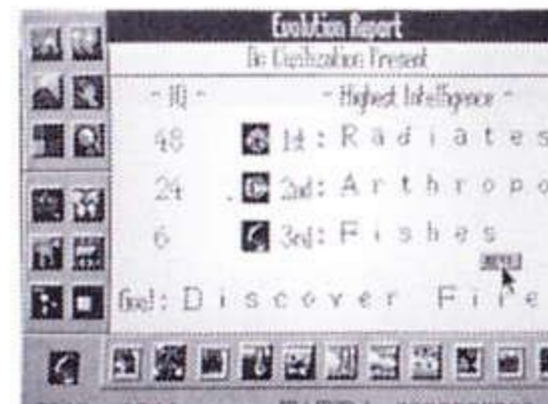 Evolution Report
No Civilization Present
- IQ - - Highest Intelligence -
48 1st: Radiates
24 2nd: Arthropo
6 3rd: Fishes
Goal: Discover Fire